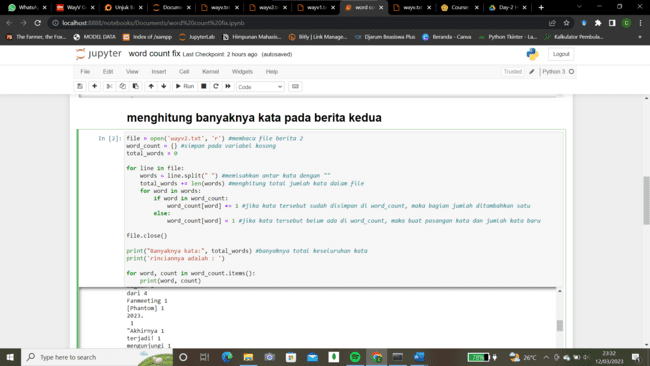 WhatsA
WayV G
Unjuk B
Docume
wayv.tx
wayv2.t
wayv1.t
word su
wayv.tx
Course
Day-2 H
localhost:8888/notebooks/Documents/word%20count%20fix.ipynb
The Farmer, the Fox...
MODEL DATA
Index of /xampp
JupyterLab
Himpunan Mahasis...
Bitly | Link Manage...
Djarum Beasiswa Plus
Beranda - Canva
Python Tkinter - La...
Kalkulator Pembula...
jupyter word count fix Last Checkpoint: 2 hours ago (autosaved)
Logout
File Edit View Insert Cell Kernel Widgets Help
Trusted
Python 3
Run
Code
menghitung banyaknya kata pada berita kedua
In [2]: file = open('wayv2.txt', 'r') #membaca file berita 2
word_count = {} #simpan pada variabel kosong
total_words = 0
for line in file:
words = line.split(" ") #memisahkan antar kata dengan ""
total_words += len(words) #menghitung total jumlah kata dalam file
for word in words:
if word in word_count:
word_count[word] += 1 #jika kata tersebut sudah disimpan di word_count, maka bagian jumlah ditambahkan satu
else:
word_count[word] = 1 #jika kata tersebut belum ada di word_count, maka buat pasangan kata dan jumlah kata baru
file.close()
print("Banyaknya kata:", total_words) #banyaknya total keseluruhan kata
print('rinciannya adalah : ')
for word, count in word_count.items():
print(word, count)
dari 4
Fanmeeting 1
[Phantom] 1
2023.
1
"Akhirnya 1
terjadi! 1
mengunjungi 1
Type here to search
26°C
23:32
12/03/2023